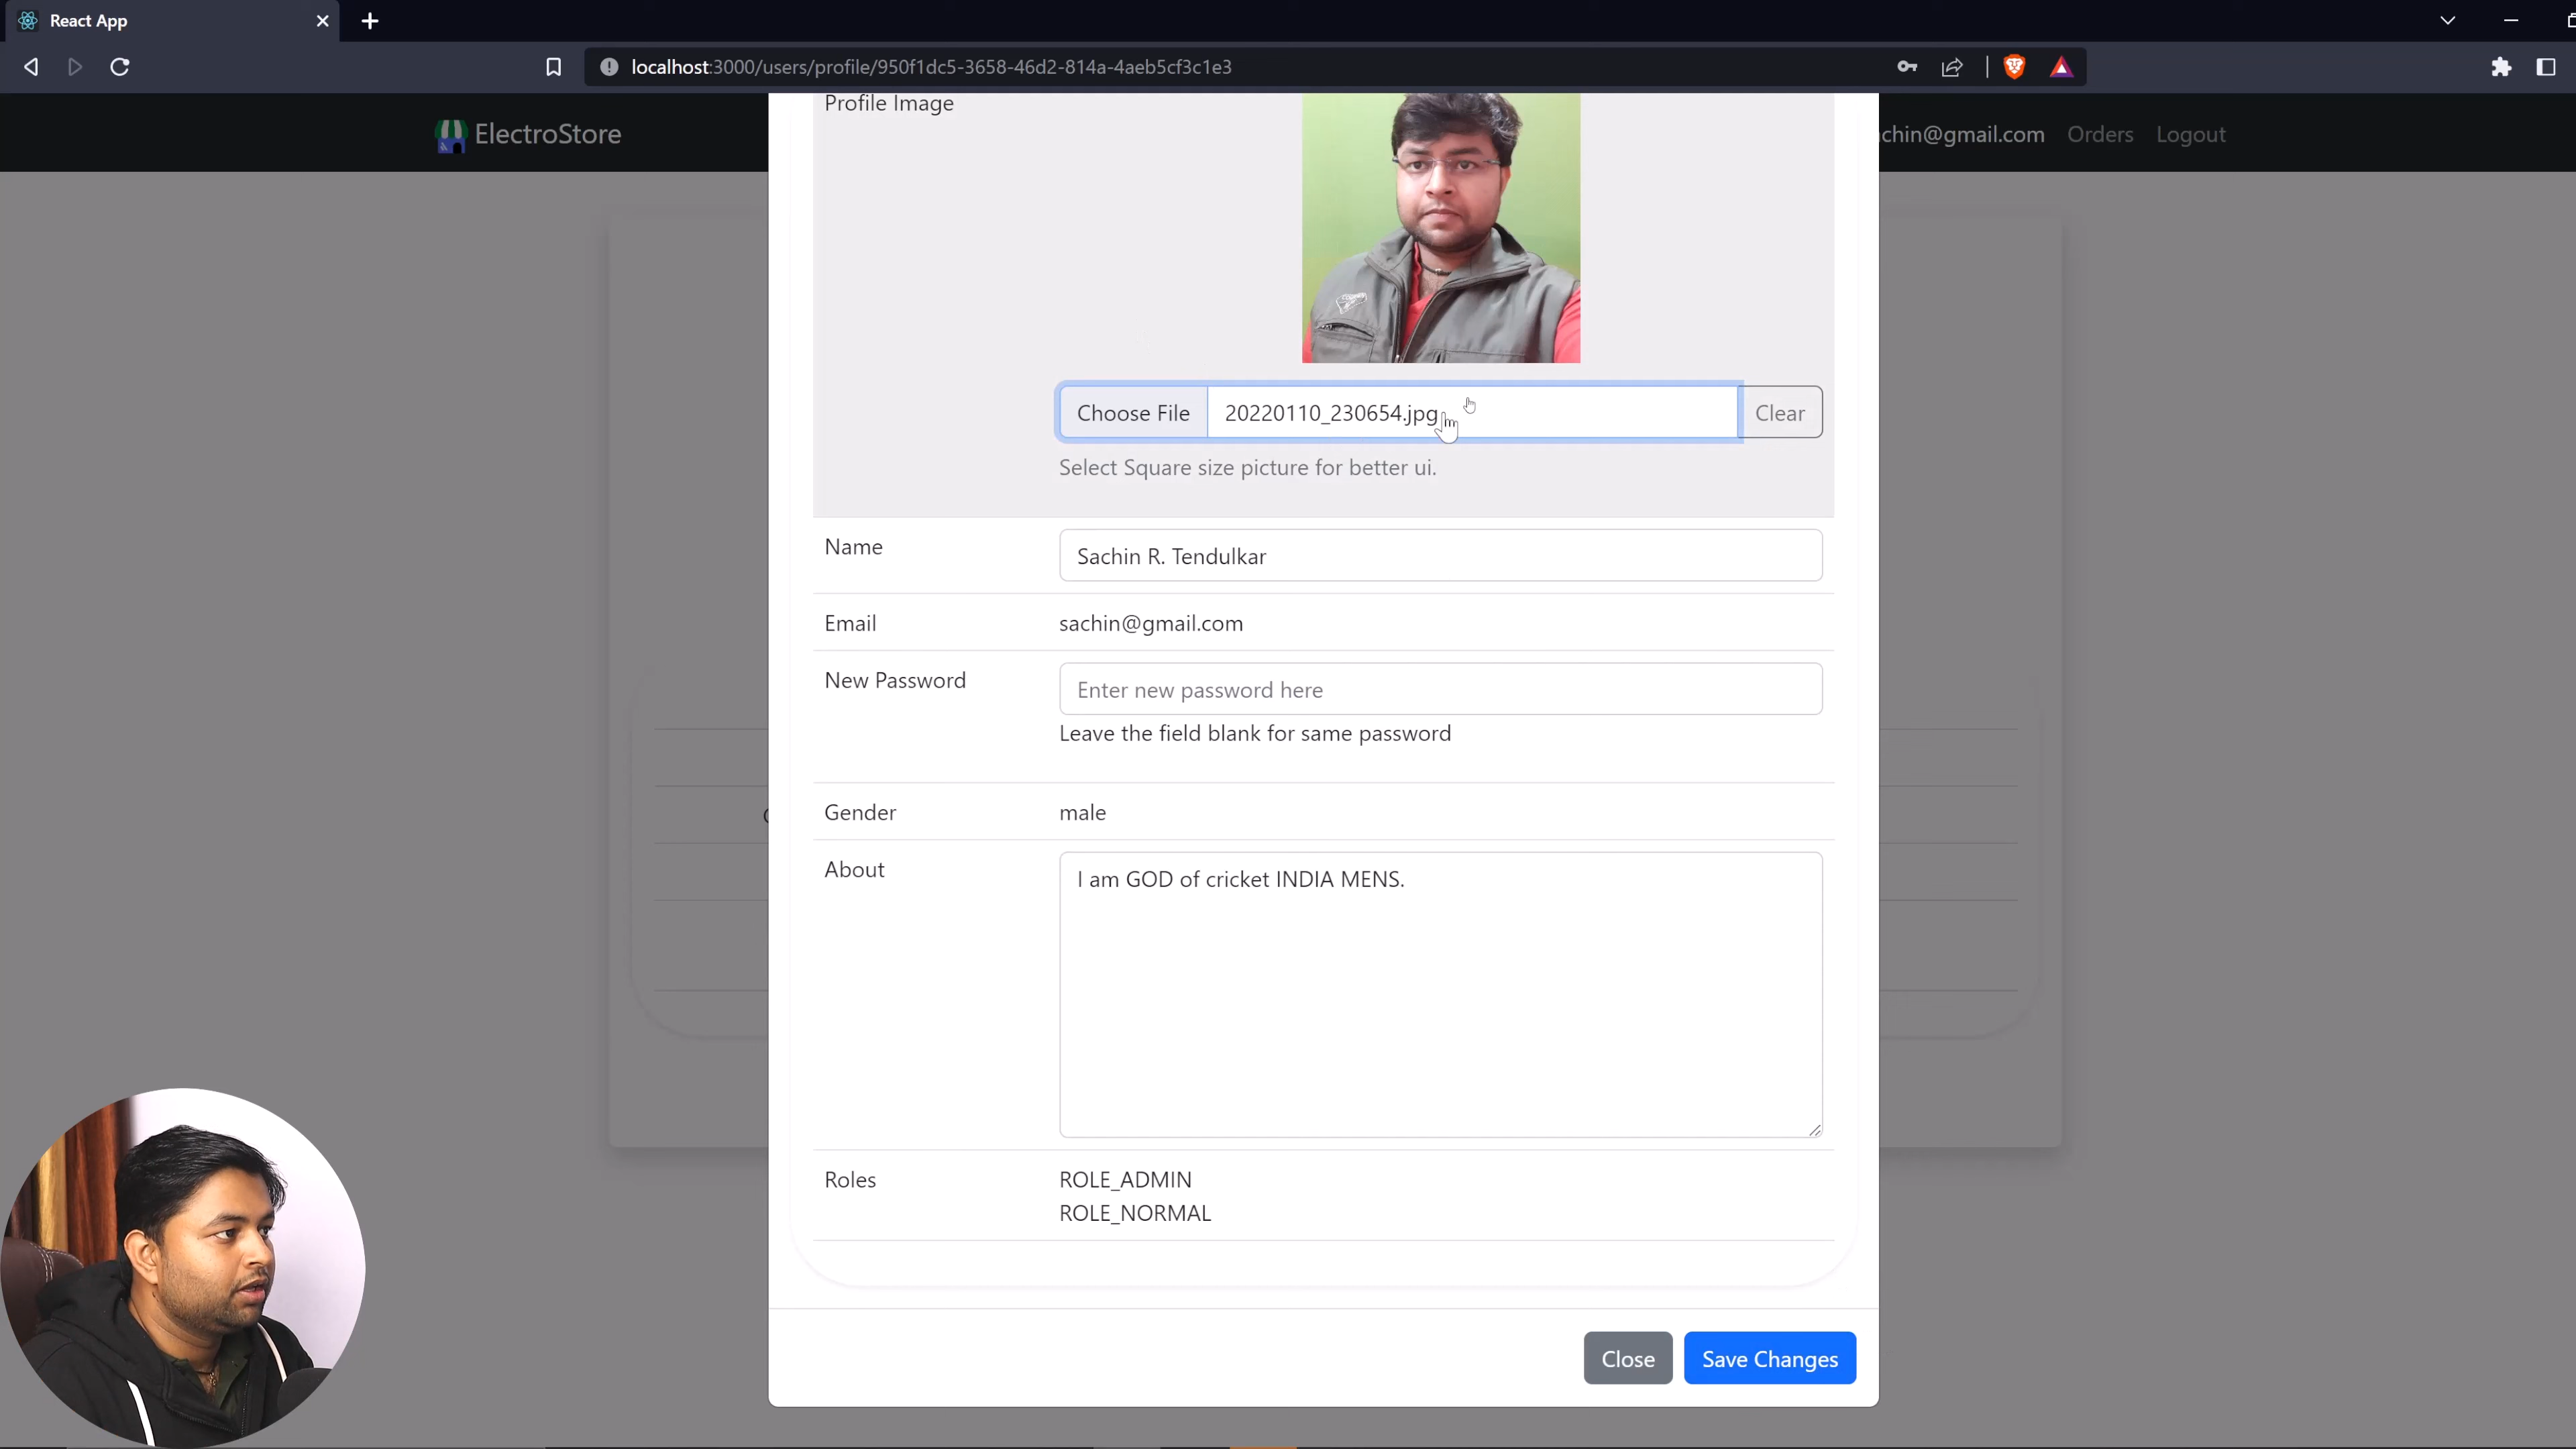 React App
localhost:3000/users/profile/950f1dc5-3658-46d2-814a-4aeb5cf3c1e3
ElectroStore
chin@gmail.com Orders Logout
Profile Image
Choose File 20220110_230654.jpg Clear
Select Square size picture for better ui.
Name Sachin R. Tendulkar
Email sachin@gmail.com
New Password Enter new password here
Leave the field blank for same password
Gender male
About I am GOD of cricket INDIA MENS.
Roles ROLE_ADMIN
ROLE_NORMAL
Close Save Changes